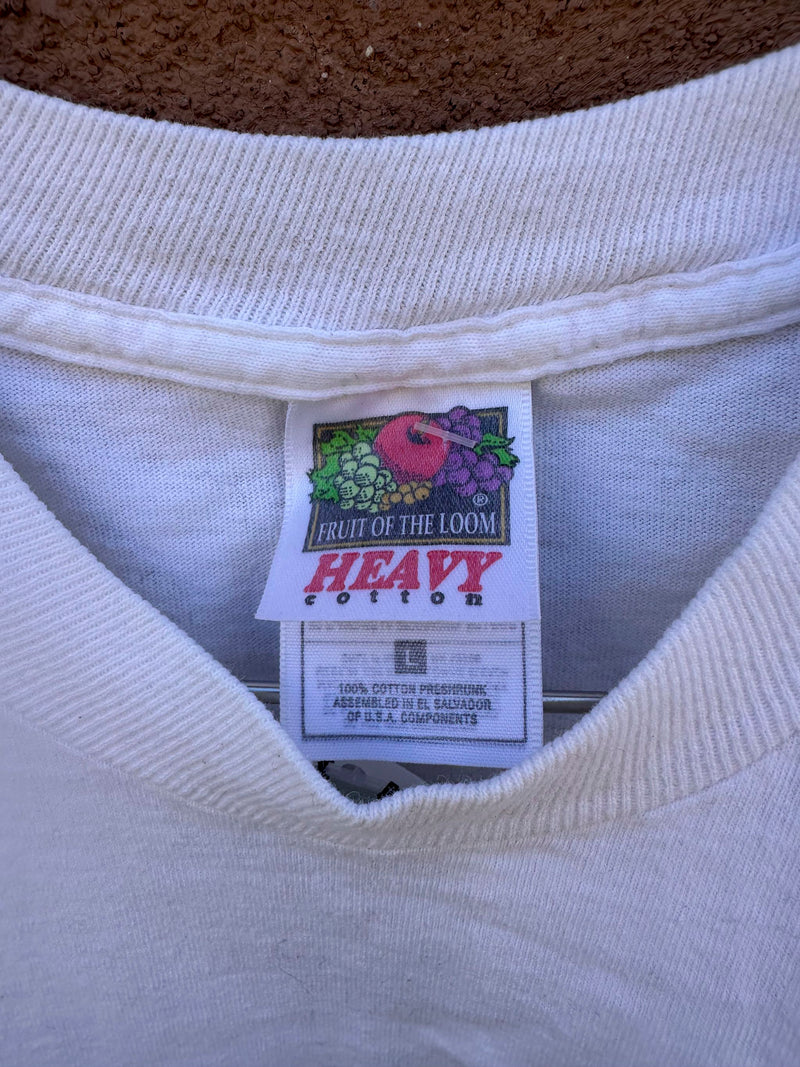 ®
FRUIT OF THE LOOM
HEAVY
cotton
L
100% COTTON PRESHRUNK
ASSEMBLED IN EL SALVADOR
OF U.S.A. COMPONENTS